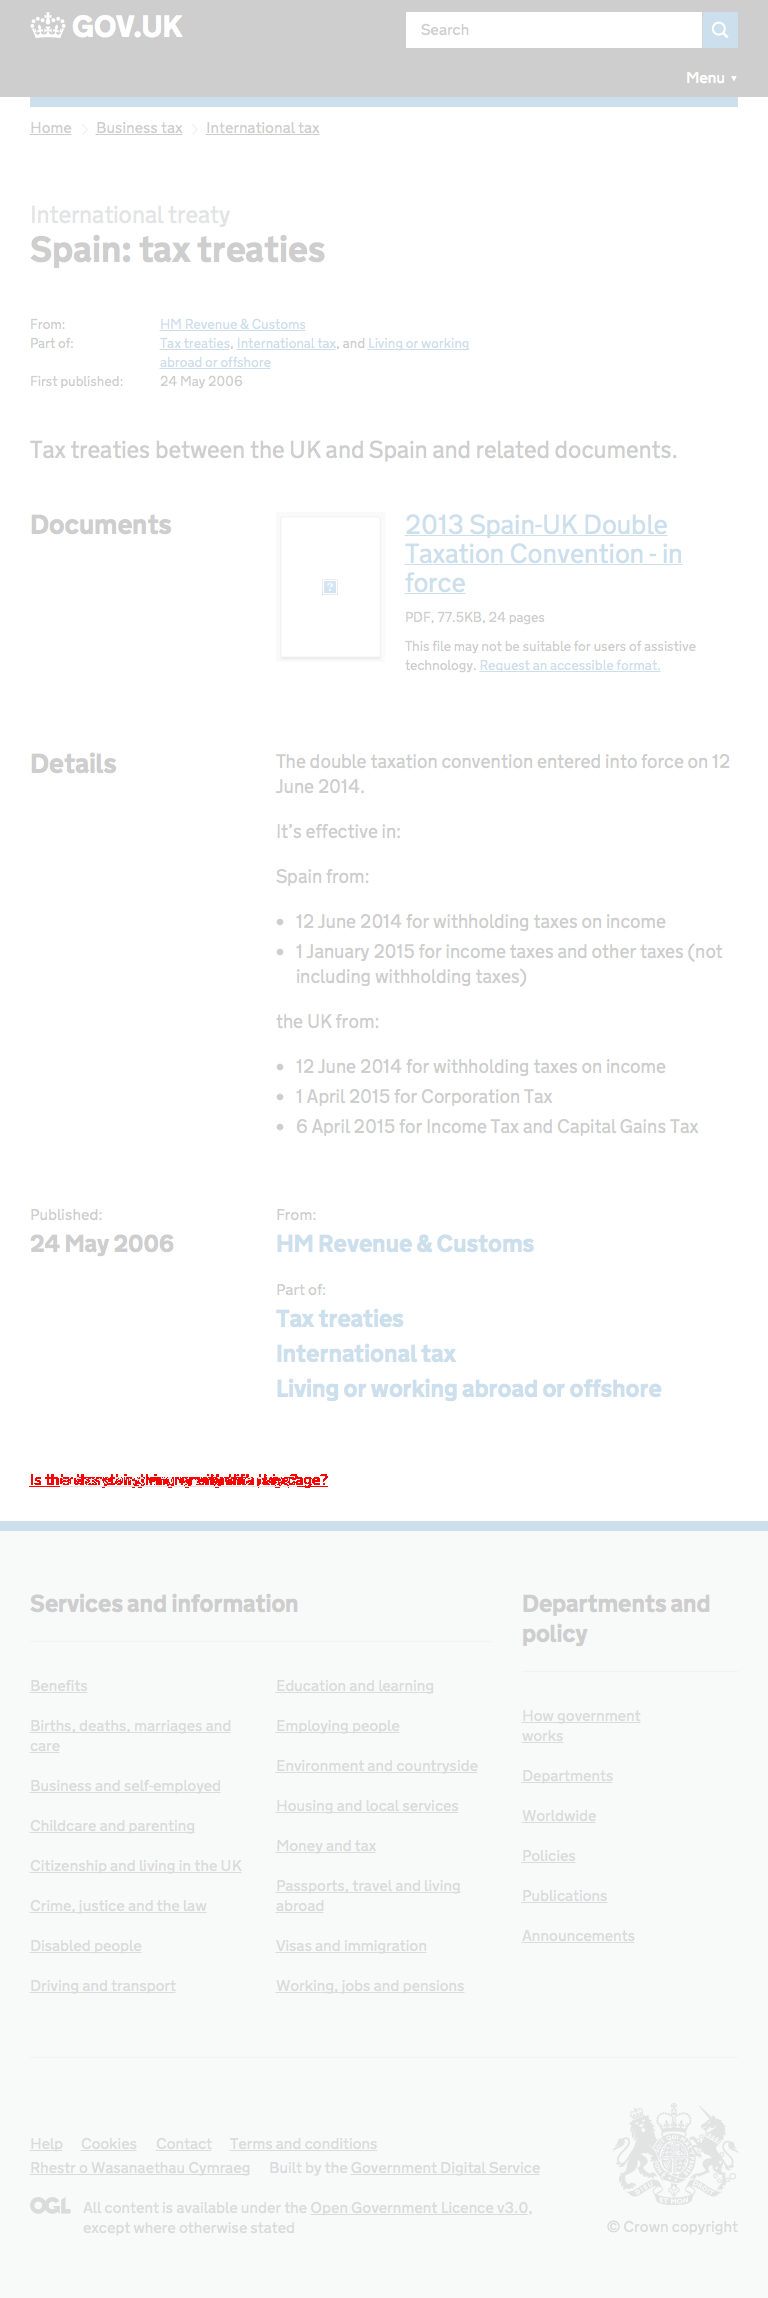 GOV.UK
Search
Menu ▼
Home Business tax International tax
International treaty
Spain: tax treaties
From: HM Revenue & Customs
Part of: Tax treaties, International tax, and Living or working
abroad or offshore
First published: 24 May 2006
Tax treaties between the UK and Spain and related documents.
Documents
2013 Spain-UK Double
Taxation Convention - in
force
PDF, 77.5KB, 24 pages
This file may not be suitable for users of assistive
technology. Request an accessible format.
Details
The double taxation convention entered into force on 12
June 2014.
It's effective in:
Spain from:
• 12 June 2014 for withholding taxes on income
• 1 January 2015 for income taxes and other taxes (not
including withholding taxes)
the UK from:
• 12 June 2014 for withholding taxes on income
• 1 April 2015 for Corporation Tax
• 6 April 2015 for Income Tax and Capital Gains Tax
Published:
24 May 2006
From:
HM Revenue & Customs
Part of:
Tax treaties
International tax
Living or working abroad or offshore
Services and information
Benefits
Births, deaths, marriages and
care
Business and self-employed
Childcare and parenting
Citizenship and living in the UK
Crime, justice and the law
Disabled people
Driving and transport
Education and learning
Employing people
Environment and countryside
Housing and local services
Money and tax
Passports, travel and living
abroad
Visas and immigration
Working, jobs and pensions
Departments and
policy
How government
works
Departments
Worldwide
Policies
Publications
Announcements
Help Cookies Contact Terms and conditions
Rhestr o Wasanaethau Cymraeg Built by the Government Digital Service
OGL All content is available under the Open Government Licence v3.0,
except where otherwise stated
© Crown copyright